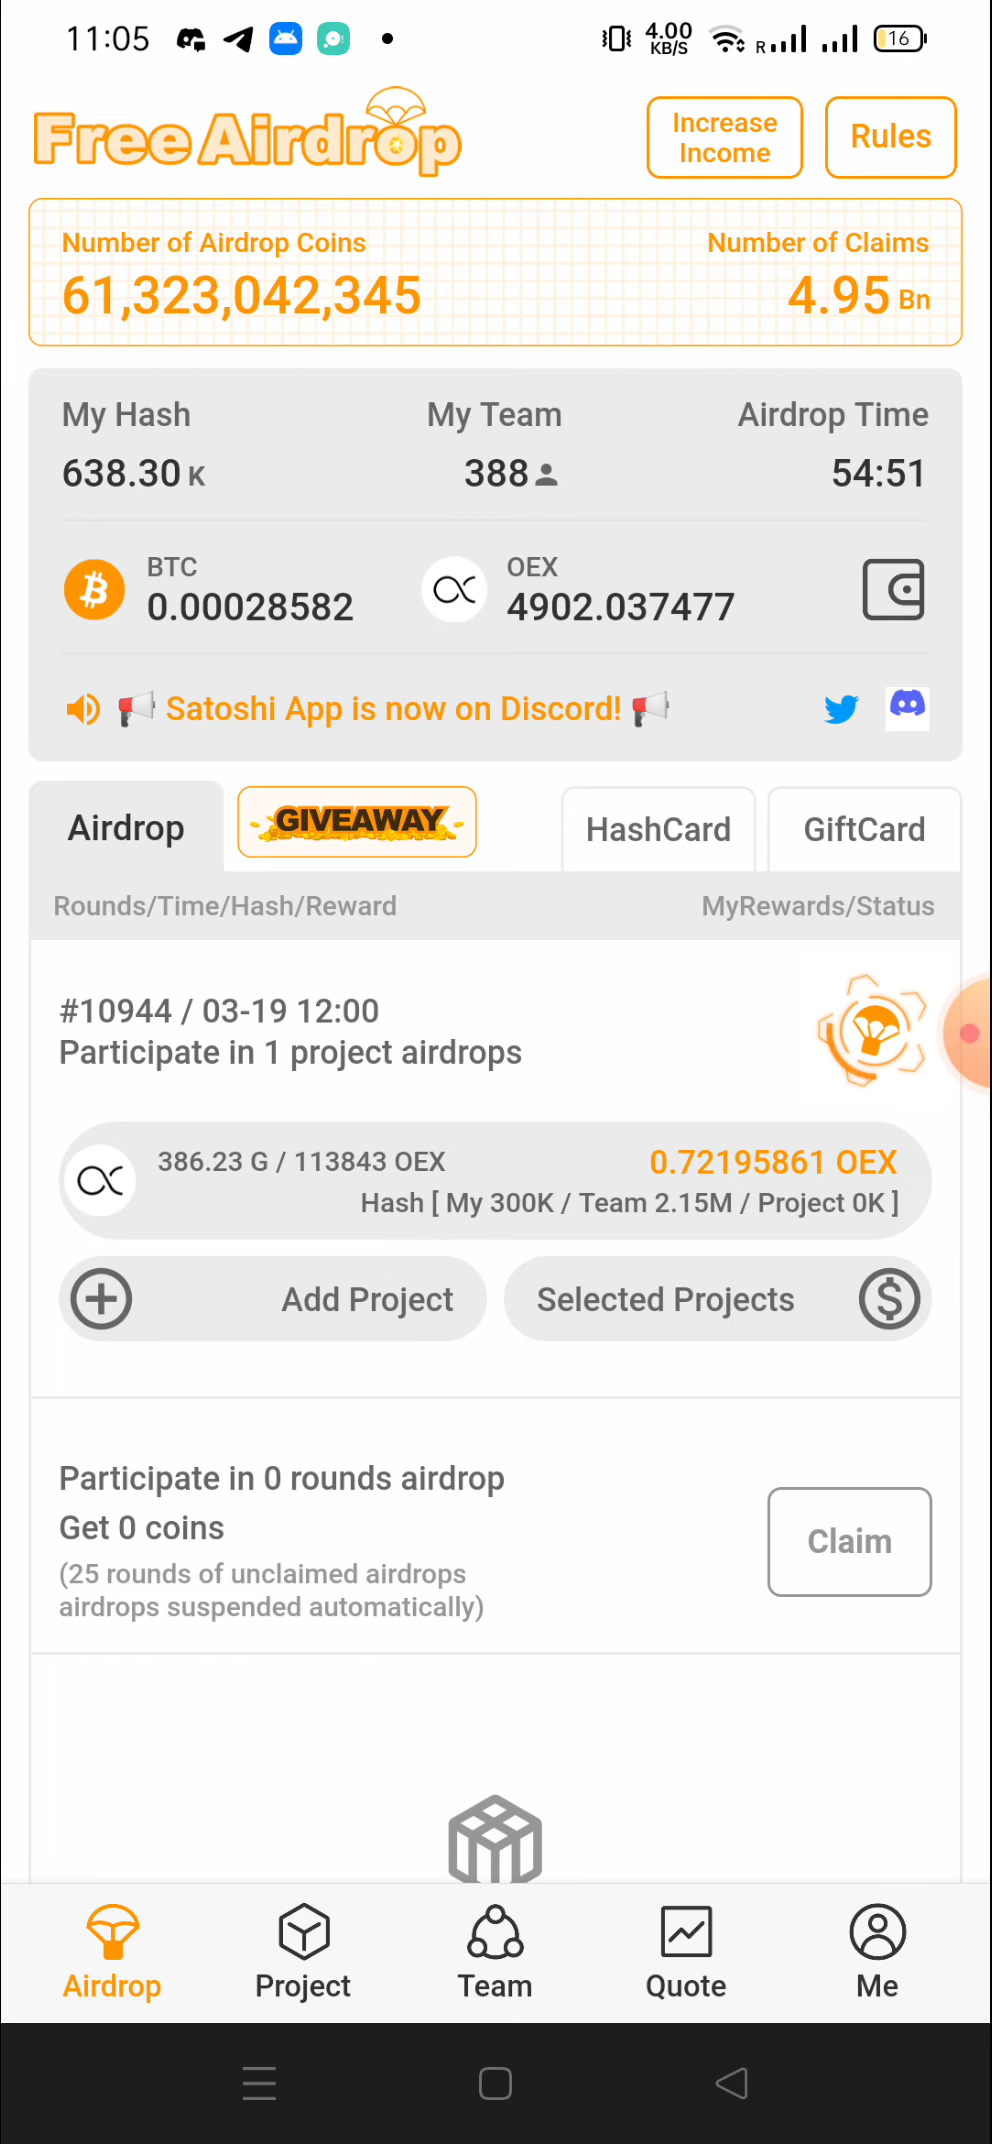 11:05
4.00
KB/S
R
16
Free Airdrop
Increase
Income
Rules
Number of Airdrop Coins
Number of Claims
61,323,042,345
4.95 Bn
My Hash
My Team
Airdrop Time
638.30 K
388
54:51
BTC
0.00028582
OEX
4902.037477
Satoshi App is now on Discord!
Airdrop
GIVEAWAY
HashCard
GiftCard
Rounds/Time/Hash/Reward
MyRewards/Status
#10944 / 03-19 12:00
Participate in 1 project airdrops
386.23 G / 113843 OEX
0.72195861 OEX
Hash [ My 300K / Team 2.15M / Project 0K ]
Add Project
Selected Projects
Participate in 0 rounds airdrop
Get 0 coins
(25 rounds of unclaimed airdrops
airdrops suspended automatically)
Claim
Airdrop
Project
Team
Quote
Me